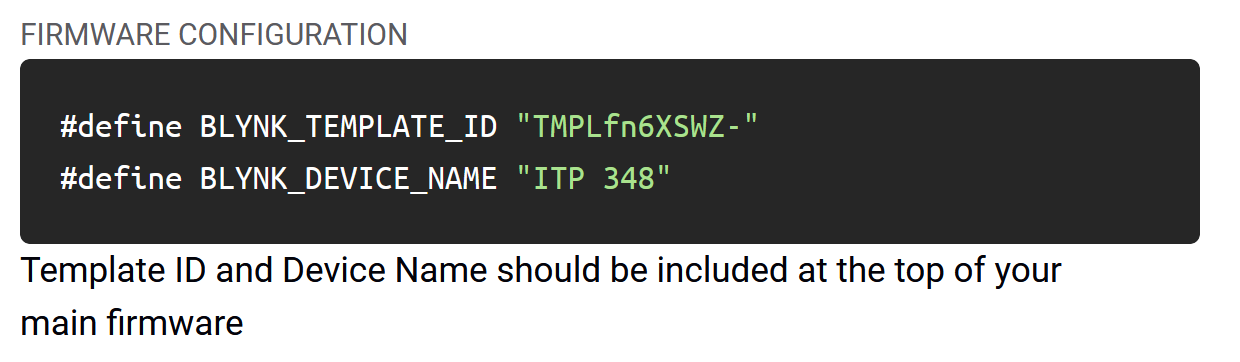 FIRMWARE CONFIGURATION
#define BLYNK_TEMPLATE_ID "TMPLfn6XSWZ-"
#define BLYNK_DEVICE_NAME "ITP 348"
Template ID and Device Name should be included at the top of your
main firmware